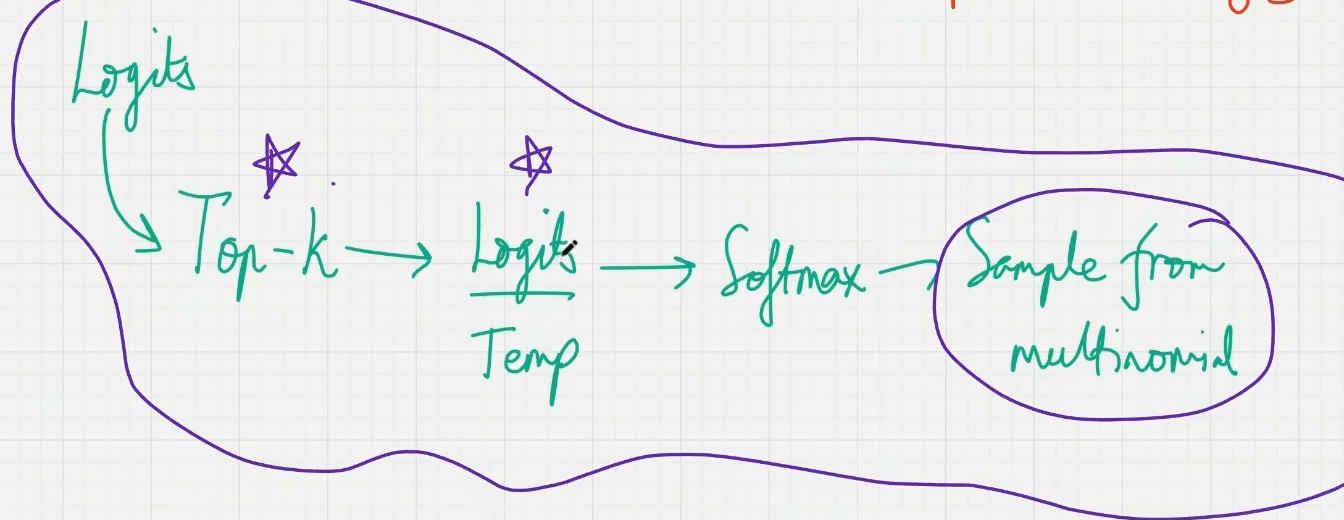 Logits
Top-k → Logits/Temp → Softmax → Sample from
multinomial